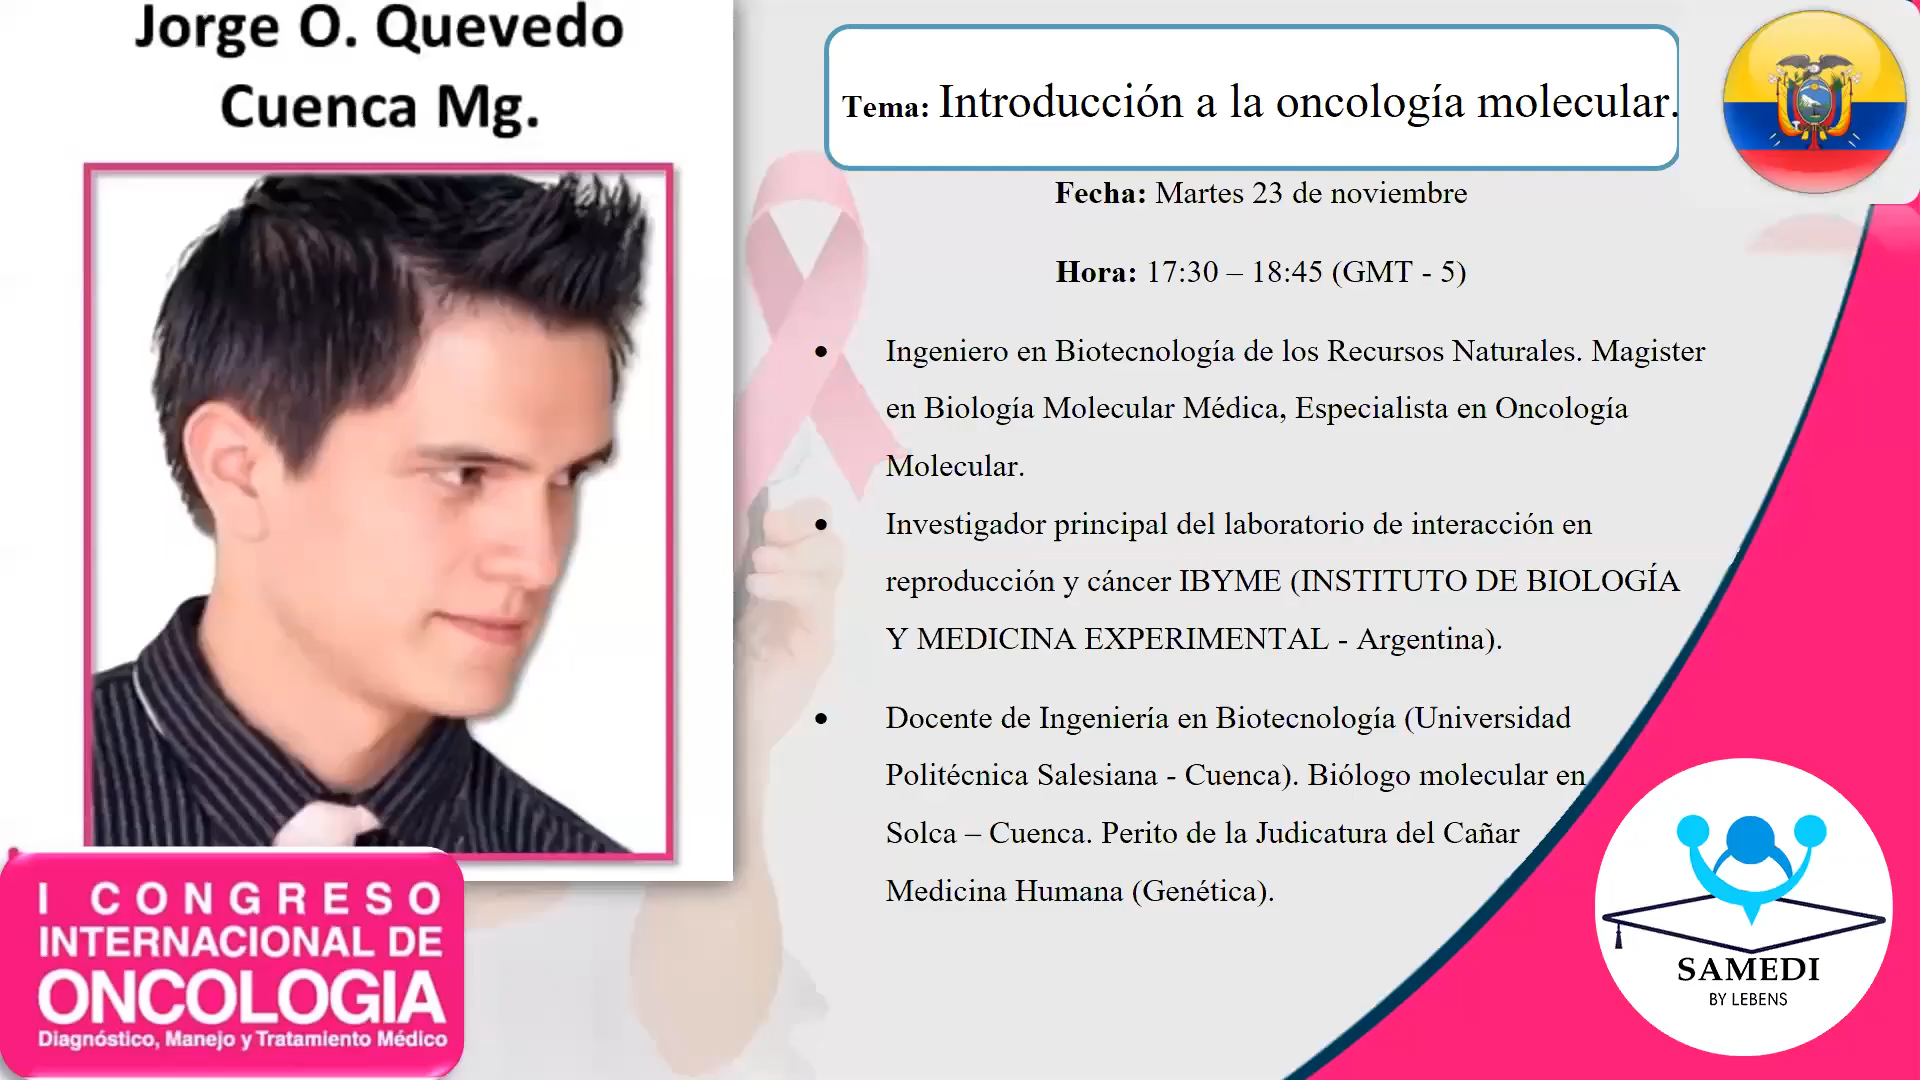 Jorge O. Quevedo
Cuenca Mg.
Tema: Introducción a la oncología molecular.
Fecha: Martes 23 de noviembre
Hora: 17:30 – 18:45 (GMT - 5)
• Ingeniero en Biotecnología de los Recursos Naturales. Magister
en Biología Molecular Médica, Especialista en Oncología
Molecular.
• Investigador principal del laboratorio de interacción en
reproducción y cáncer IBYME (INSTITUTO DE BIOLOGÍA
Y MEDICINA EXPERIMENTAL - Argentina).
• Docente de Ingeniería en Biotecnología (Universidad
Politécnica Salesiana - Cuenca). Biólogo molecular en
Solca – Cuenca. Perito de la Judicatura del Cañar
Medicina Humana (Genética).
I CONGRESO
INTERNACIONAL DE
ONCOLOGIA
Diagnóstico, Manejo y Tratamiento Médico
SAMEDI
BY LEBENS